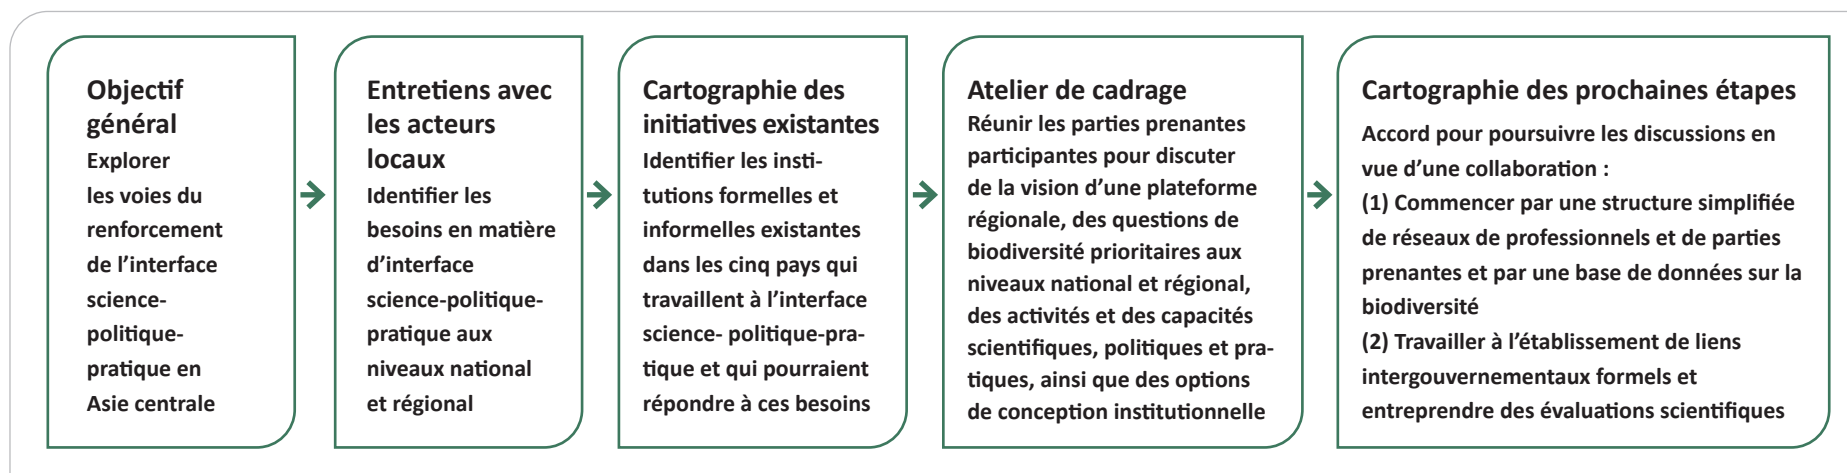 Objectif
général
Explorer
les voies du
renforcement
de l’interface
science-
politique-
pratique en
Asie centrale
Entretiens avec
les acteurs
locaux
Identifier les
besoins en matière
d’interface
science-politique-
pratique aux
niveaux national
et régional
Cartographie des
initiatives existantes
Identifier les insti-
tutions formelles et
informelles existantes
dans les cinq pays qui
travaillent à l’interface
science- politique-pra-
tique et qui pourraient
répondre à ces besoins
Atelier de cadrage
Réunir les parties prenantes
participantes pour discuter
de la vision d’une plateforme
régionale, des questions de
biodiversité prioritaires aux
niveaux national et régional,
des activités et des capacités
scientifiques, politiques et pra-
tiques, ainsi que des options
de conception institutionnelle
Cartographie des prochaines étapes
Accord pour poursuivre les discussions en
vue d’une collaboration :
(1) Commencer par une structure simplifiée
de réseaux de professionnels et de parties
prenantes et par une base de données sur la
biodiversité
(2) Travailler à l’établissement de liens
intergouvernementaux formels et
entreprendre des évaluations scientifiques